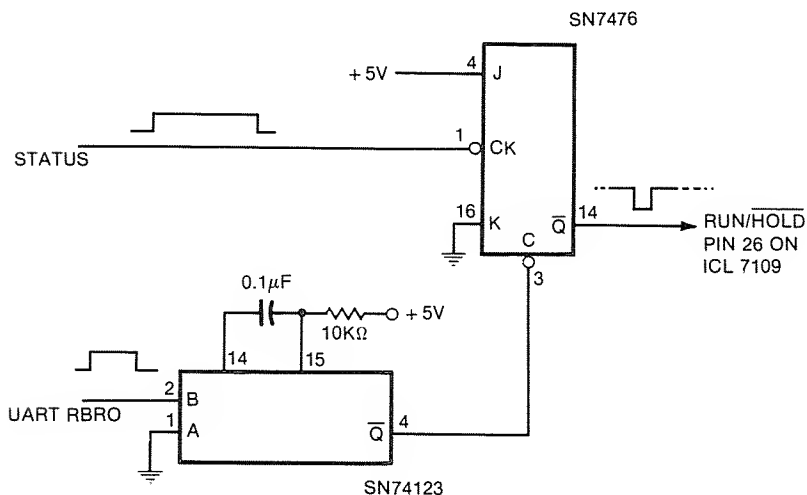 SN7476
+5V
4
J
STATUS
1
CK
16
K
Q̅
14
RUN/H̅O̅L̅D̅
PIN 26 ON
ICL 7109
C
3
0.1μF
+5V
10KΩ
14
15
UART RBRO
2
B
1
A
Q̅
4
SN74123